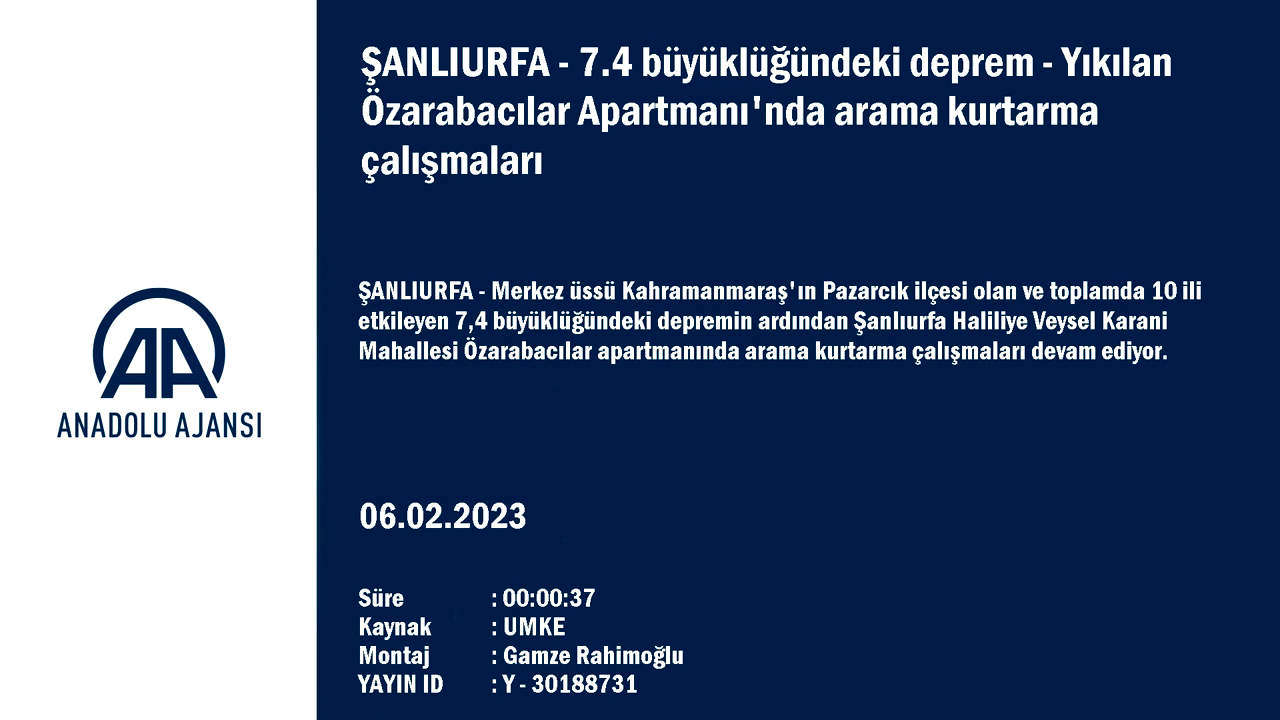 ŞANLIURFA - 7.4 büyüklüğündeki deprem - Yıkılan
Özarabacılar Apartmanı'nda arama kurtarma
çalışmaları
ŞANLIURFA - Merkez üssü Kahramanmaraş'ın Pazarcık ilçesi olan ve toplamda 10 ili
etkileyen 7,4 büyüklüğündeki depremin ardından Şanlıurfa Haliliye Veysel Karani
Mahallesi Özarabacılar apartmanında arama kurtarma çalışmaları devam ediyor.
AA
ANADOLU AJANSI
06.02.2023
Süre : 00:00:37
Kaynak : UMKE
Montaj : Gamze Rahimoğlu
YAYIN ID : Y - 30188731